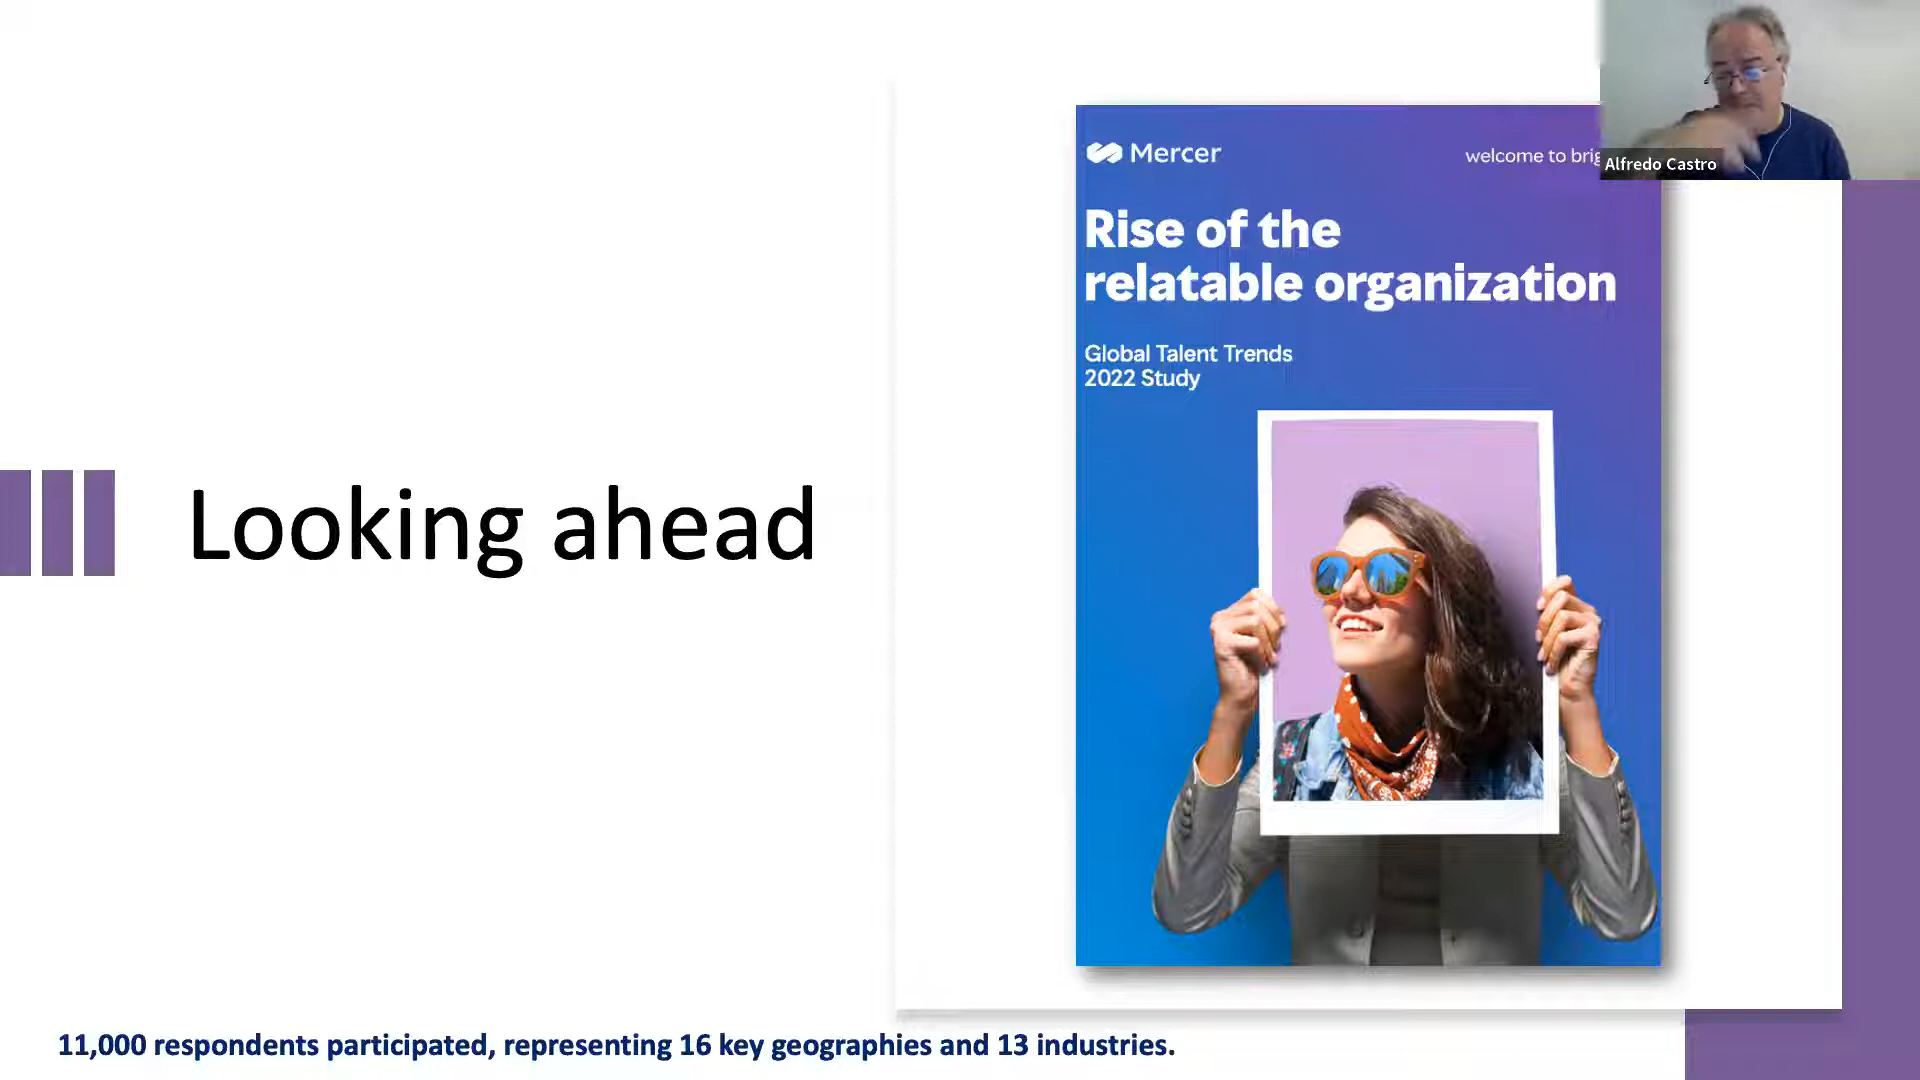 Mercer
welcome to brig
Alfredo Castro
Rise of the
relatable organization
Global Talent Trends
2022 Study
Looking ahead
11,000 respondents participated, representing 16 key geographies and 13 industries.